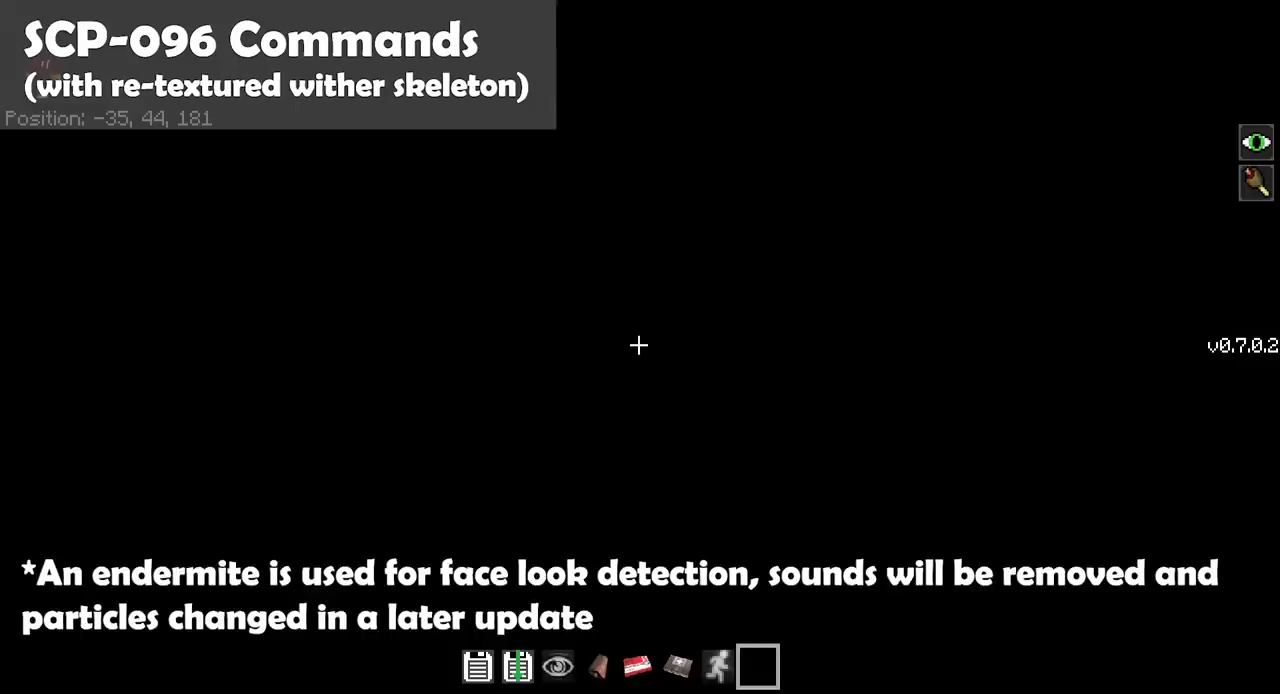 SCP-096 Commands
(with re-textured wither skeleton)
Position: -35, 44, 181
v0.7.0.2
*An endermite is used for face look detection, sounds will be removed and
particles changed in a later update